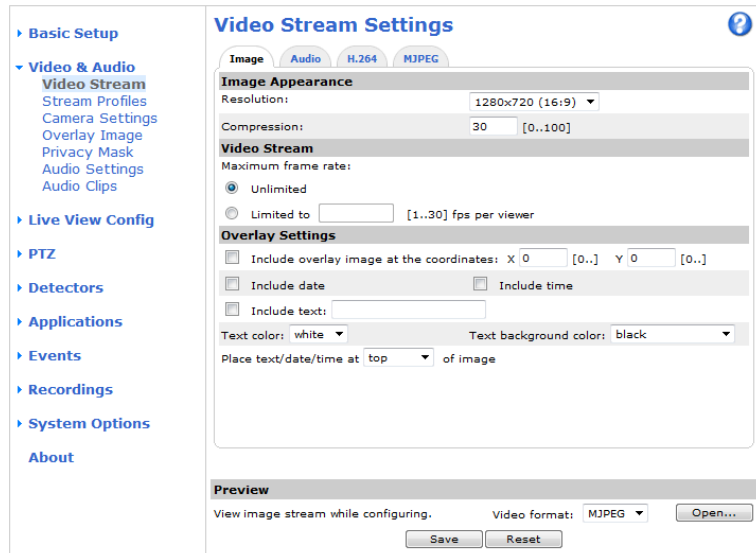 Basic Setup
Video & Audio
Video Stream
Stream Profiles
Camera Settings
Overlay Image
Privacy Mask
Audio Settings
Audio Clips
Live View Config
PTZ
Detectors
Applications
Events
Recordings
System Options
About
Video Stream Settings ?
Image Audio H.264 MJPEG
Image Appearance
Resolution: 1280x720 (16:9)
Compression: 30 [0..100]
Video Stream
Maximum frame rate:
Unlimited
Limited to [1..30] fps per viewer
Overlay Settings
Include overlay image at the coordinates: X 0 [0..] Y 0 [0..]
Include date Include time
Include text:
Text color: white Text background color: black
Place text/date/time at top of image
Preview
View image stream while configuring. Video format: MJPEG Open...
Save Reset